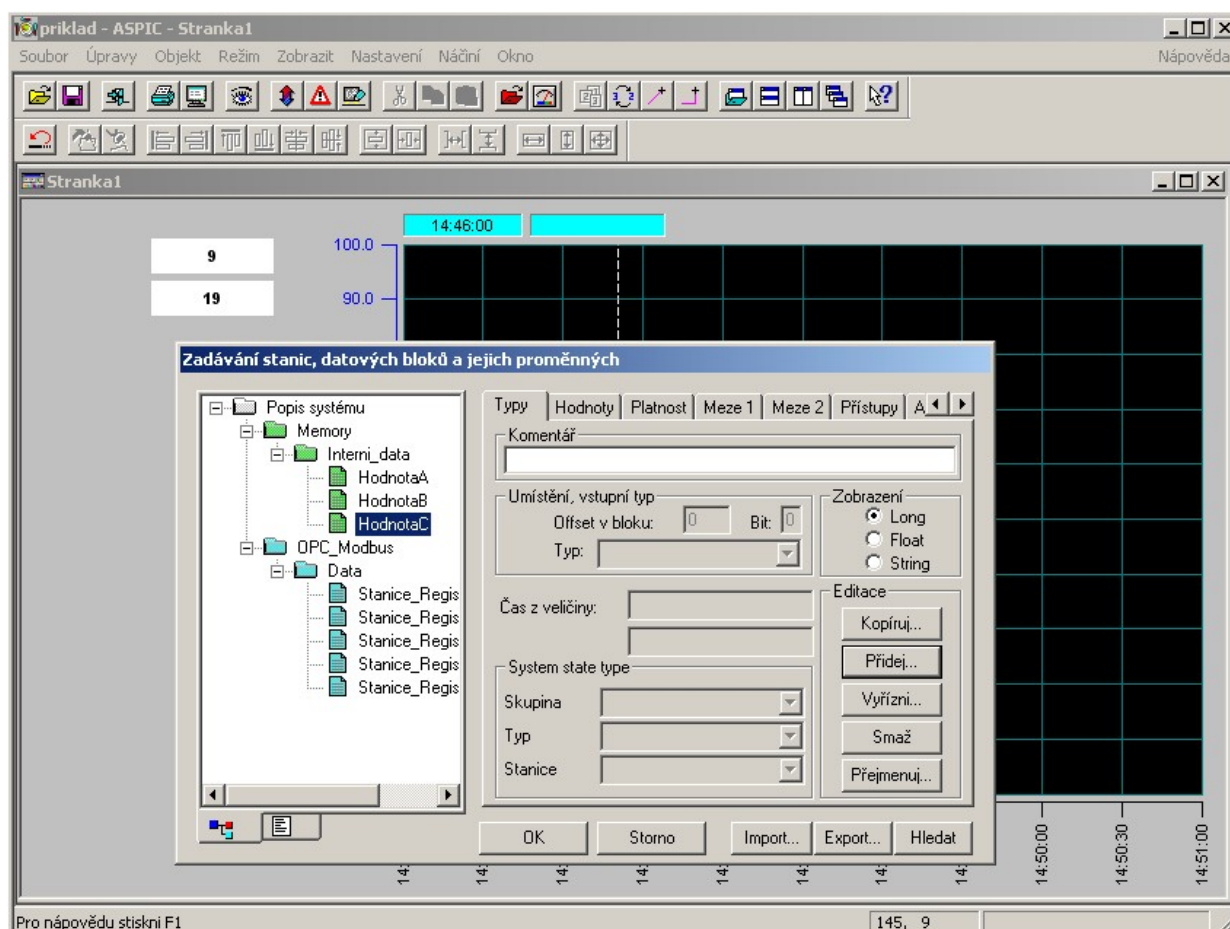 priklad - ASPIC - Stranka1
Soubor Úpravy Objekt Režim Zobrazit Nastavení Náčiní Okno Nápověda
Stranka1
14:46:00
9
100.0
19
90.0
Zadávání stanic, datových bloků a jejich proměnných
Popis systému
Memory
Interni_data
HodnotaA
HodnotaB
HodnotaC
OPC_Modbus
Data
Stanice_Regis
Stanice_Regis
Stanice_Regis
Stanice_Regis
Stanice_Regis
Typy Hodnoty Platnost Meze 1 Meze 2 Přístupy A
Komentář
Umístění, vstupní typ
Offset v bloku: 0 Bit: 0
Typ:
Zobrazení
Long
Float
String
Čas z veličiny:
System state type
Skupina
Typ
Stanice
Editace
Kopíruj...
Přidej...
Vyřízni...
Smaž
Přejmenuj...
OK Storno Import... Export... Hledat
14:50:00
14:50:30
14:51:00
Pro nápovědu stiskni F1
145, 9